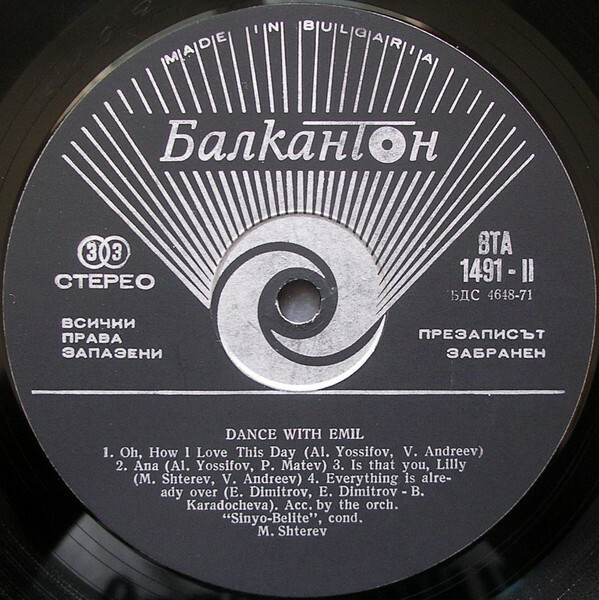 MADE IN BULGARIA
Балкантон
33
СТЕРЕО
ВТА
1491 - II
БДС 4648-71
ВСИЧКИ
ПРАВА
ЗАПАЗЕНИ
ПРЕЗАПИСЪТ
ЗАБРАНЕН
DANCE WITH EMIL
1. Oh, How I Love This Day (Al. Yossifov, V. Andreev)
2. Ana (Al. Yossifov, P. Matev) 3. Is that you, Lilly
(M. Shterev, V. Andreev) 4. Everything is alre-
ady over (E. Dimitrov, E. Dimitrov - B.
Karadocheva). Acc. by the orch.
“Sinyo-Belite”, cond.
M. Shterev